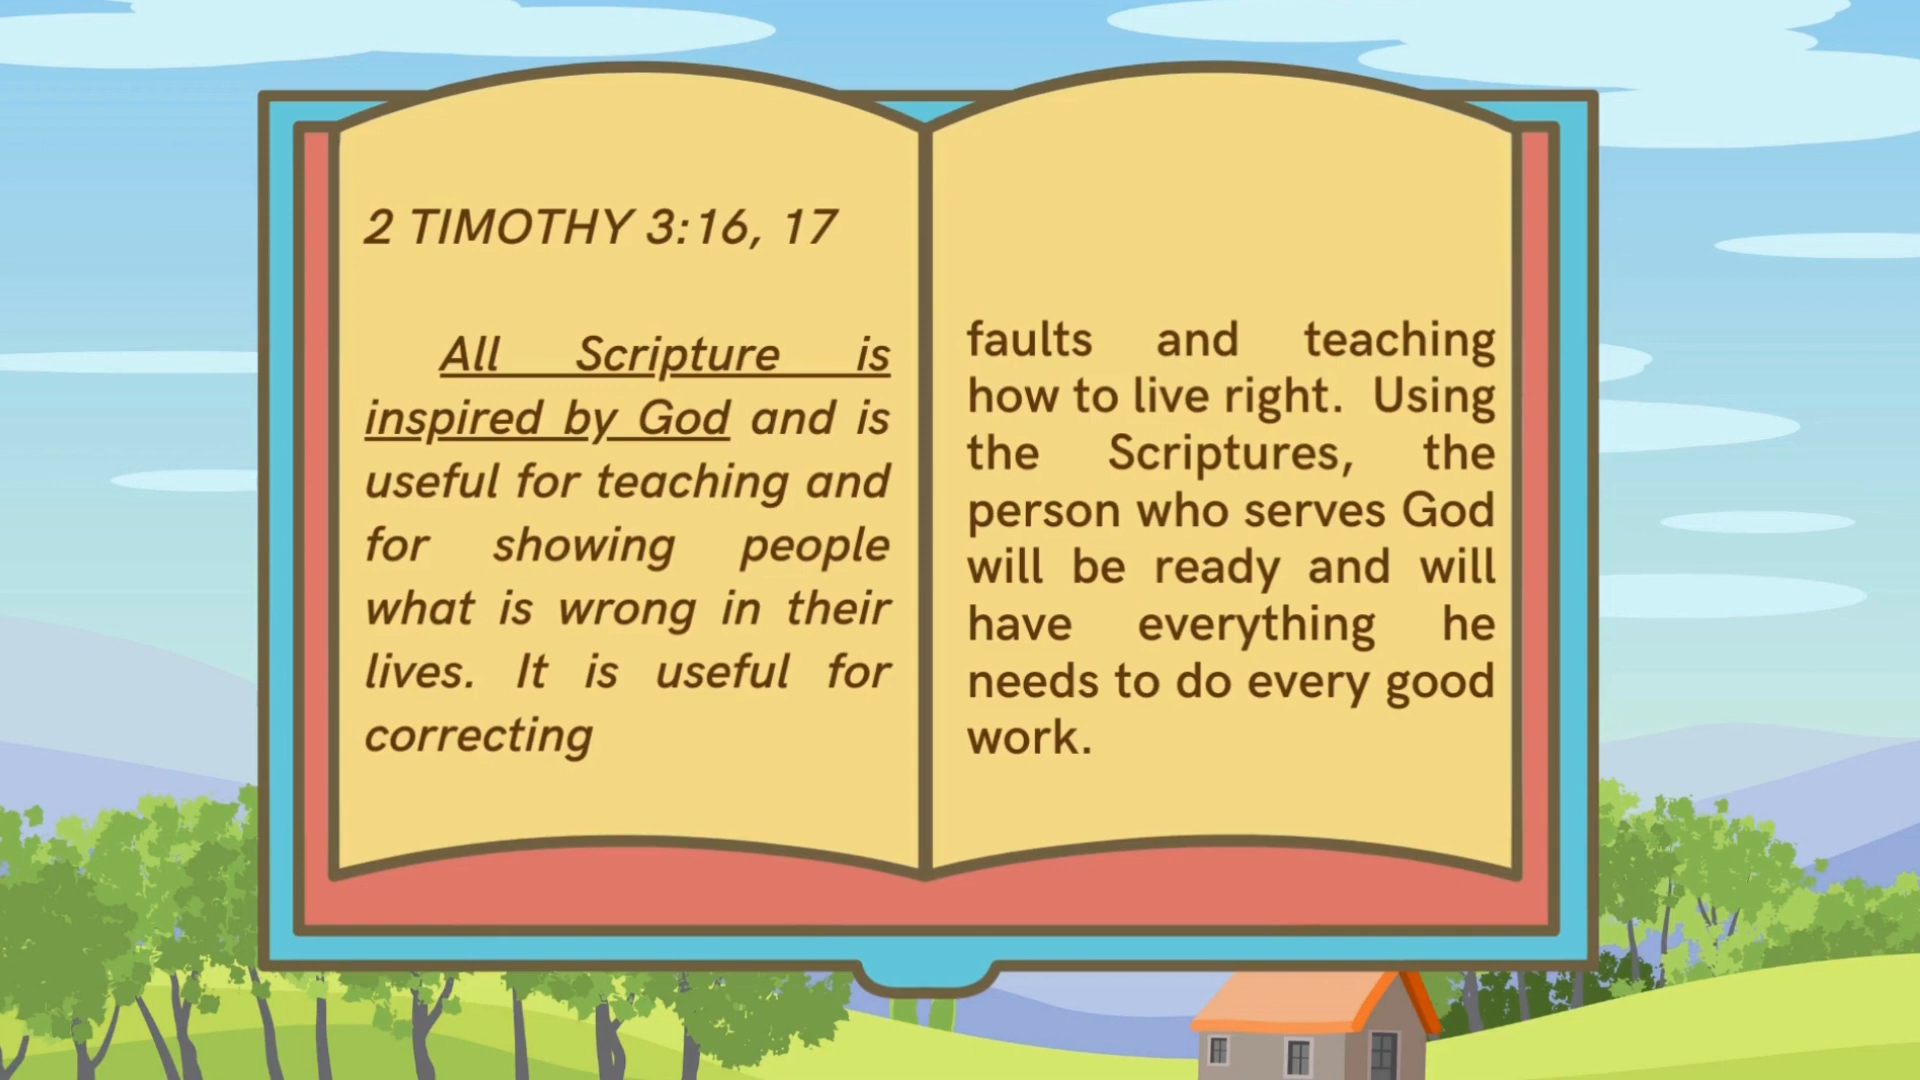 2 TIMOTHY 3:16, 17
All Scripture is
inspired by God and is
useful for teaching and
for showing people
what is wrong in their
lives. It is useful for
correcting
faults and teaching
how to live right. Using
the Scriptures, the
person who serves God
will be ready and will
have everything he
needs to do every good
work.